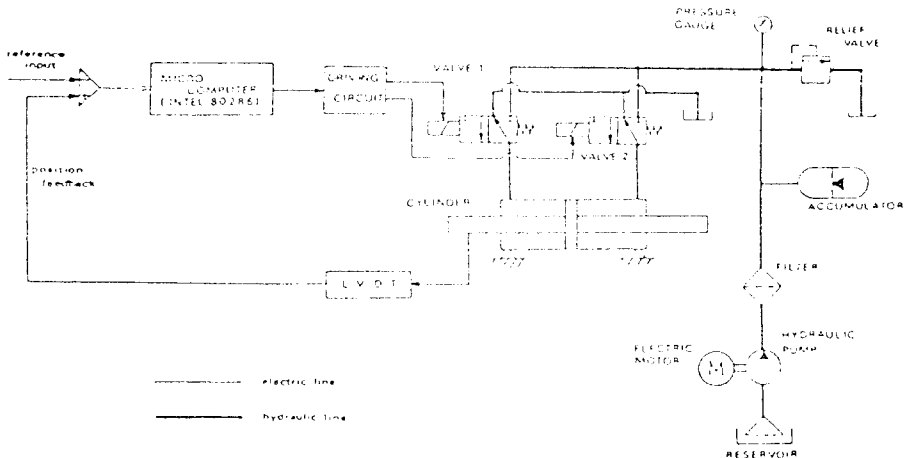 PRESSURE
GAUGE
RELIEF
VALVE
reference
input
MICRO
COMPUTER
(INTEL 80286)
DRIVING
CIRCUIT
VALVE 1
VALVE 2
position
feedback
CYLINDER
ACCUMULATOR
L. V. D. T
FILTER
HYDRAULIC
PUMP
ELECTRIC
MOTOR
M
electric line
hydraulic line
RESERVOIR